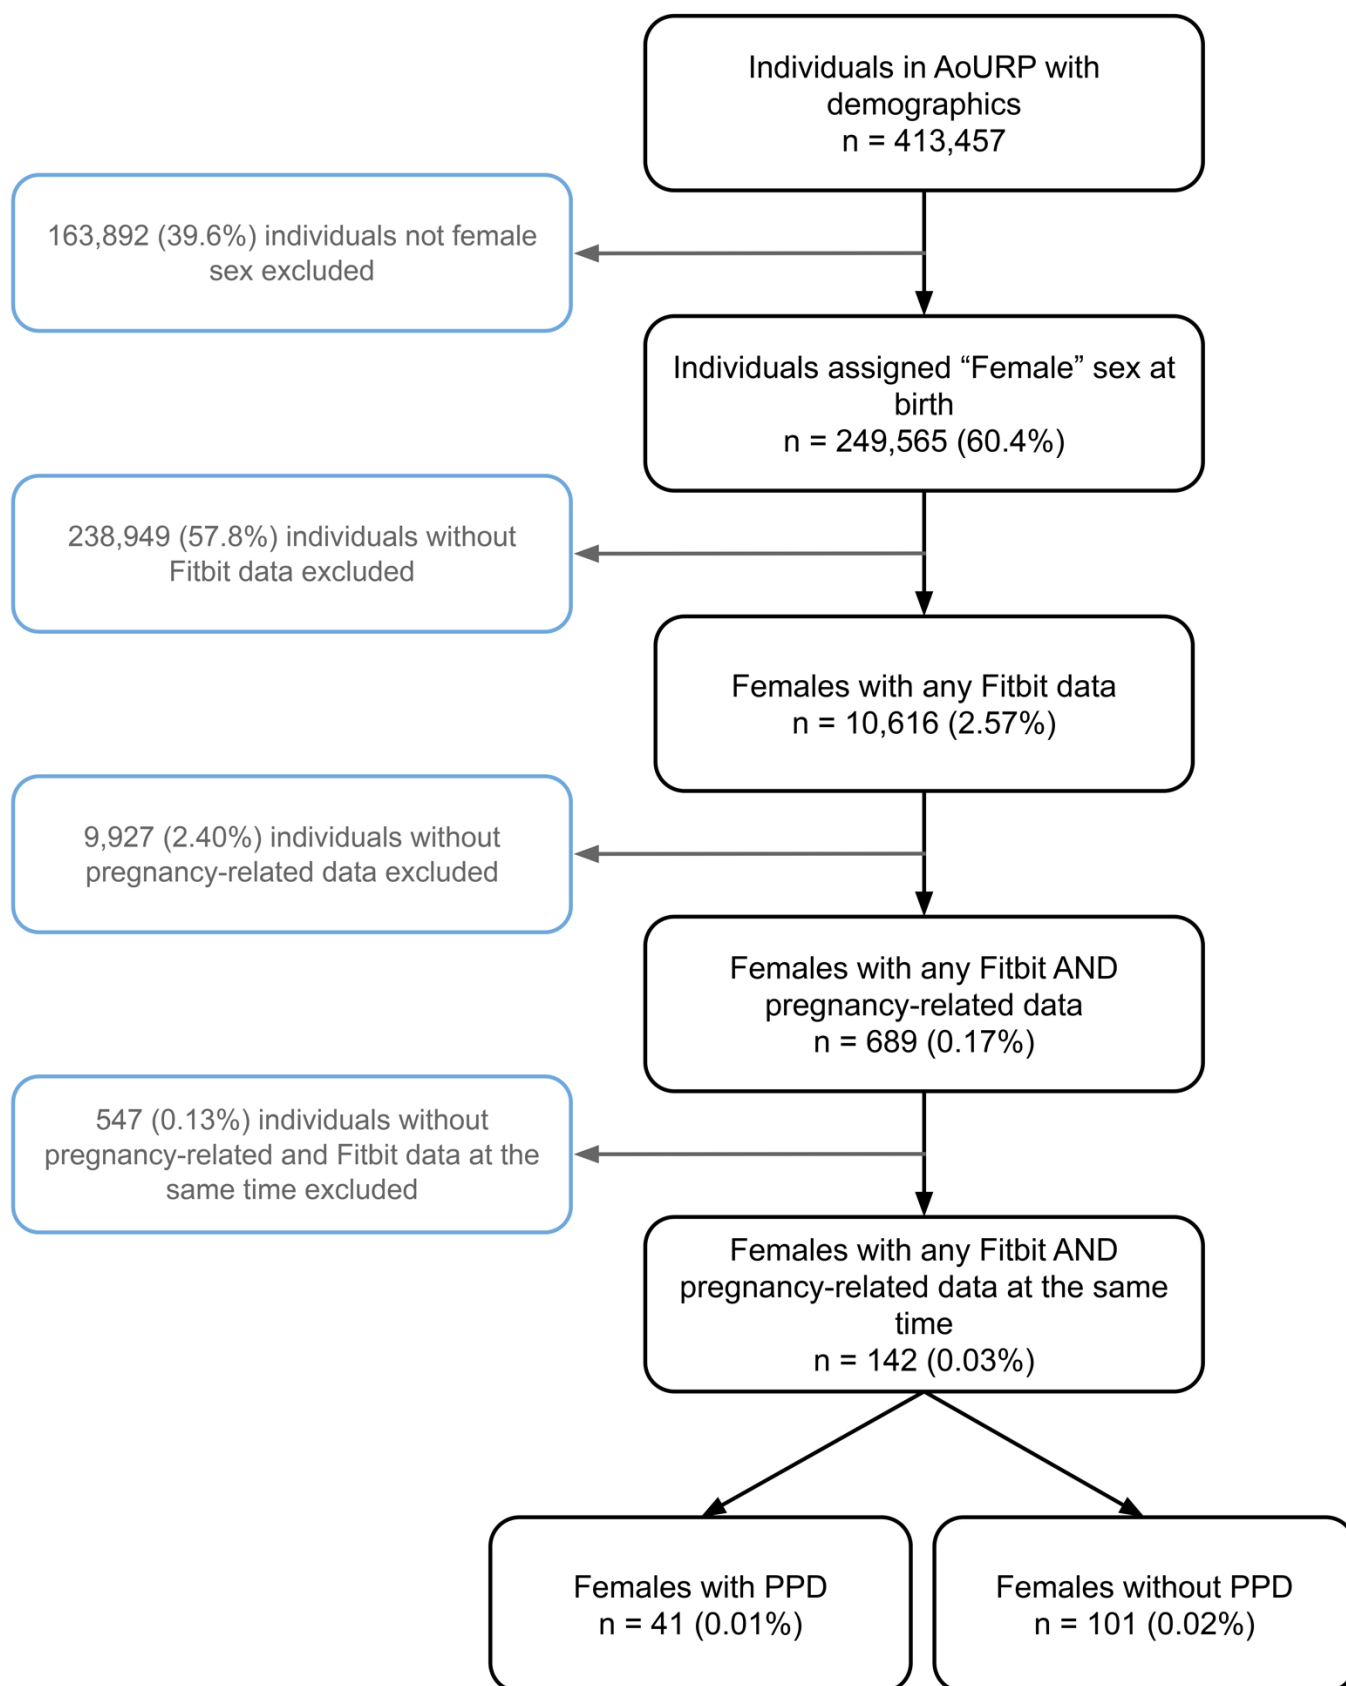 Individuals in AoURP with
demographics
n = 413,457
163,892 (39.6%) individuals not female
sex excluded
Individuals assigned “Female” sex at
birth
n = 249,565 (60.4%)
238,949 (57.8%) individuals without
Fitbit data excluded
Females with any Fitbit data
n = 10,616 (2.57%)
9,927 (2.40%) individuals without
pregnancy-related data excluded
Females with any Fitbit AND
pregnancy-related data
n = 689 (0.17%)
547 (0.13%) individuals without
pregnancy-related and Fitbit data at the
same time excluded
Females with any Fitbit AND
pregnancy-related data at the same
time
n = 142 (0.03%)
Females with PPD
n = 41 (0.01%)
Females without PPD
n = 101 (0.02%)